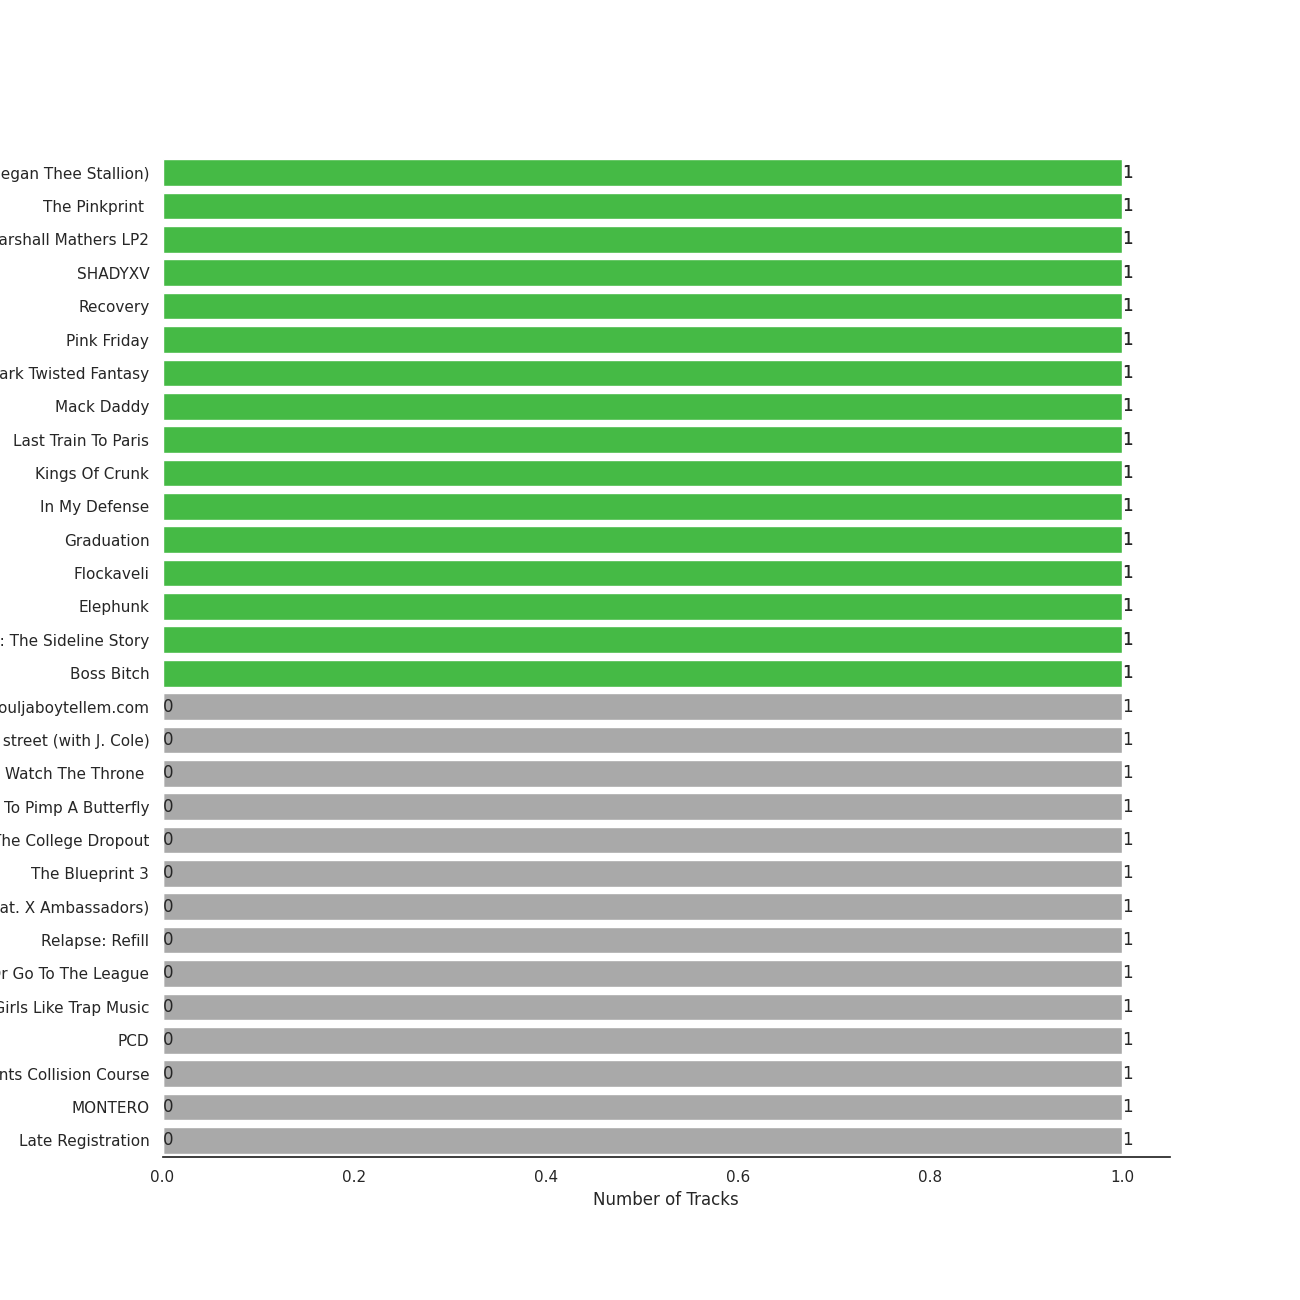 egan Thee Stallion) 1
The Pinkprint 1
arshall Mathers LP2 1
SHADYXV 1
Recovery 1
Pink Friday 1
ark Twisted Fantasy 1
Mack Daddy 1
Last Train To Paris 1
Kings Of Crunk 1
In My Defense 1
Graduation 1
Flockaveli 1
Elephunk 1
: The Sideline Story 1
Boss Bitch 1
ouljaboytellem.com 0 1
street (with J. Cole) 0 1
Watch The Throne 0 1
To Pimp A Butterfly 0 1
The College Dropout 0 1
The Blueprint 3 0 1
at. X Ambassadors) 0 1
Relapse: Refill 0 1
r Go To The League 0 1
Girls Like Trap Music 0 1
PCD 0 1
nts Collision Course 0 1
MONTERO 0 1
Late Registration 0 1
0.0 0.2 0.4 0.6 0.8 1.0
Number of Tracks